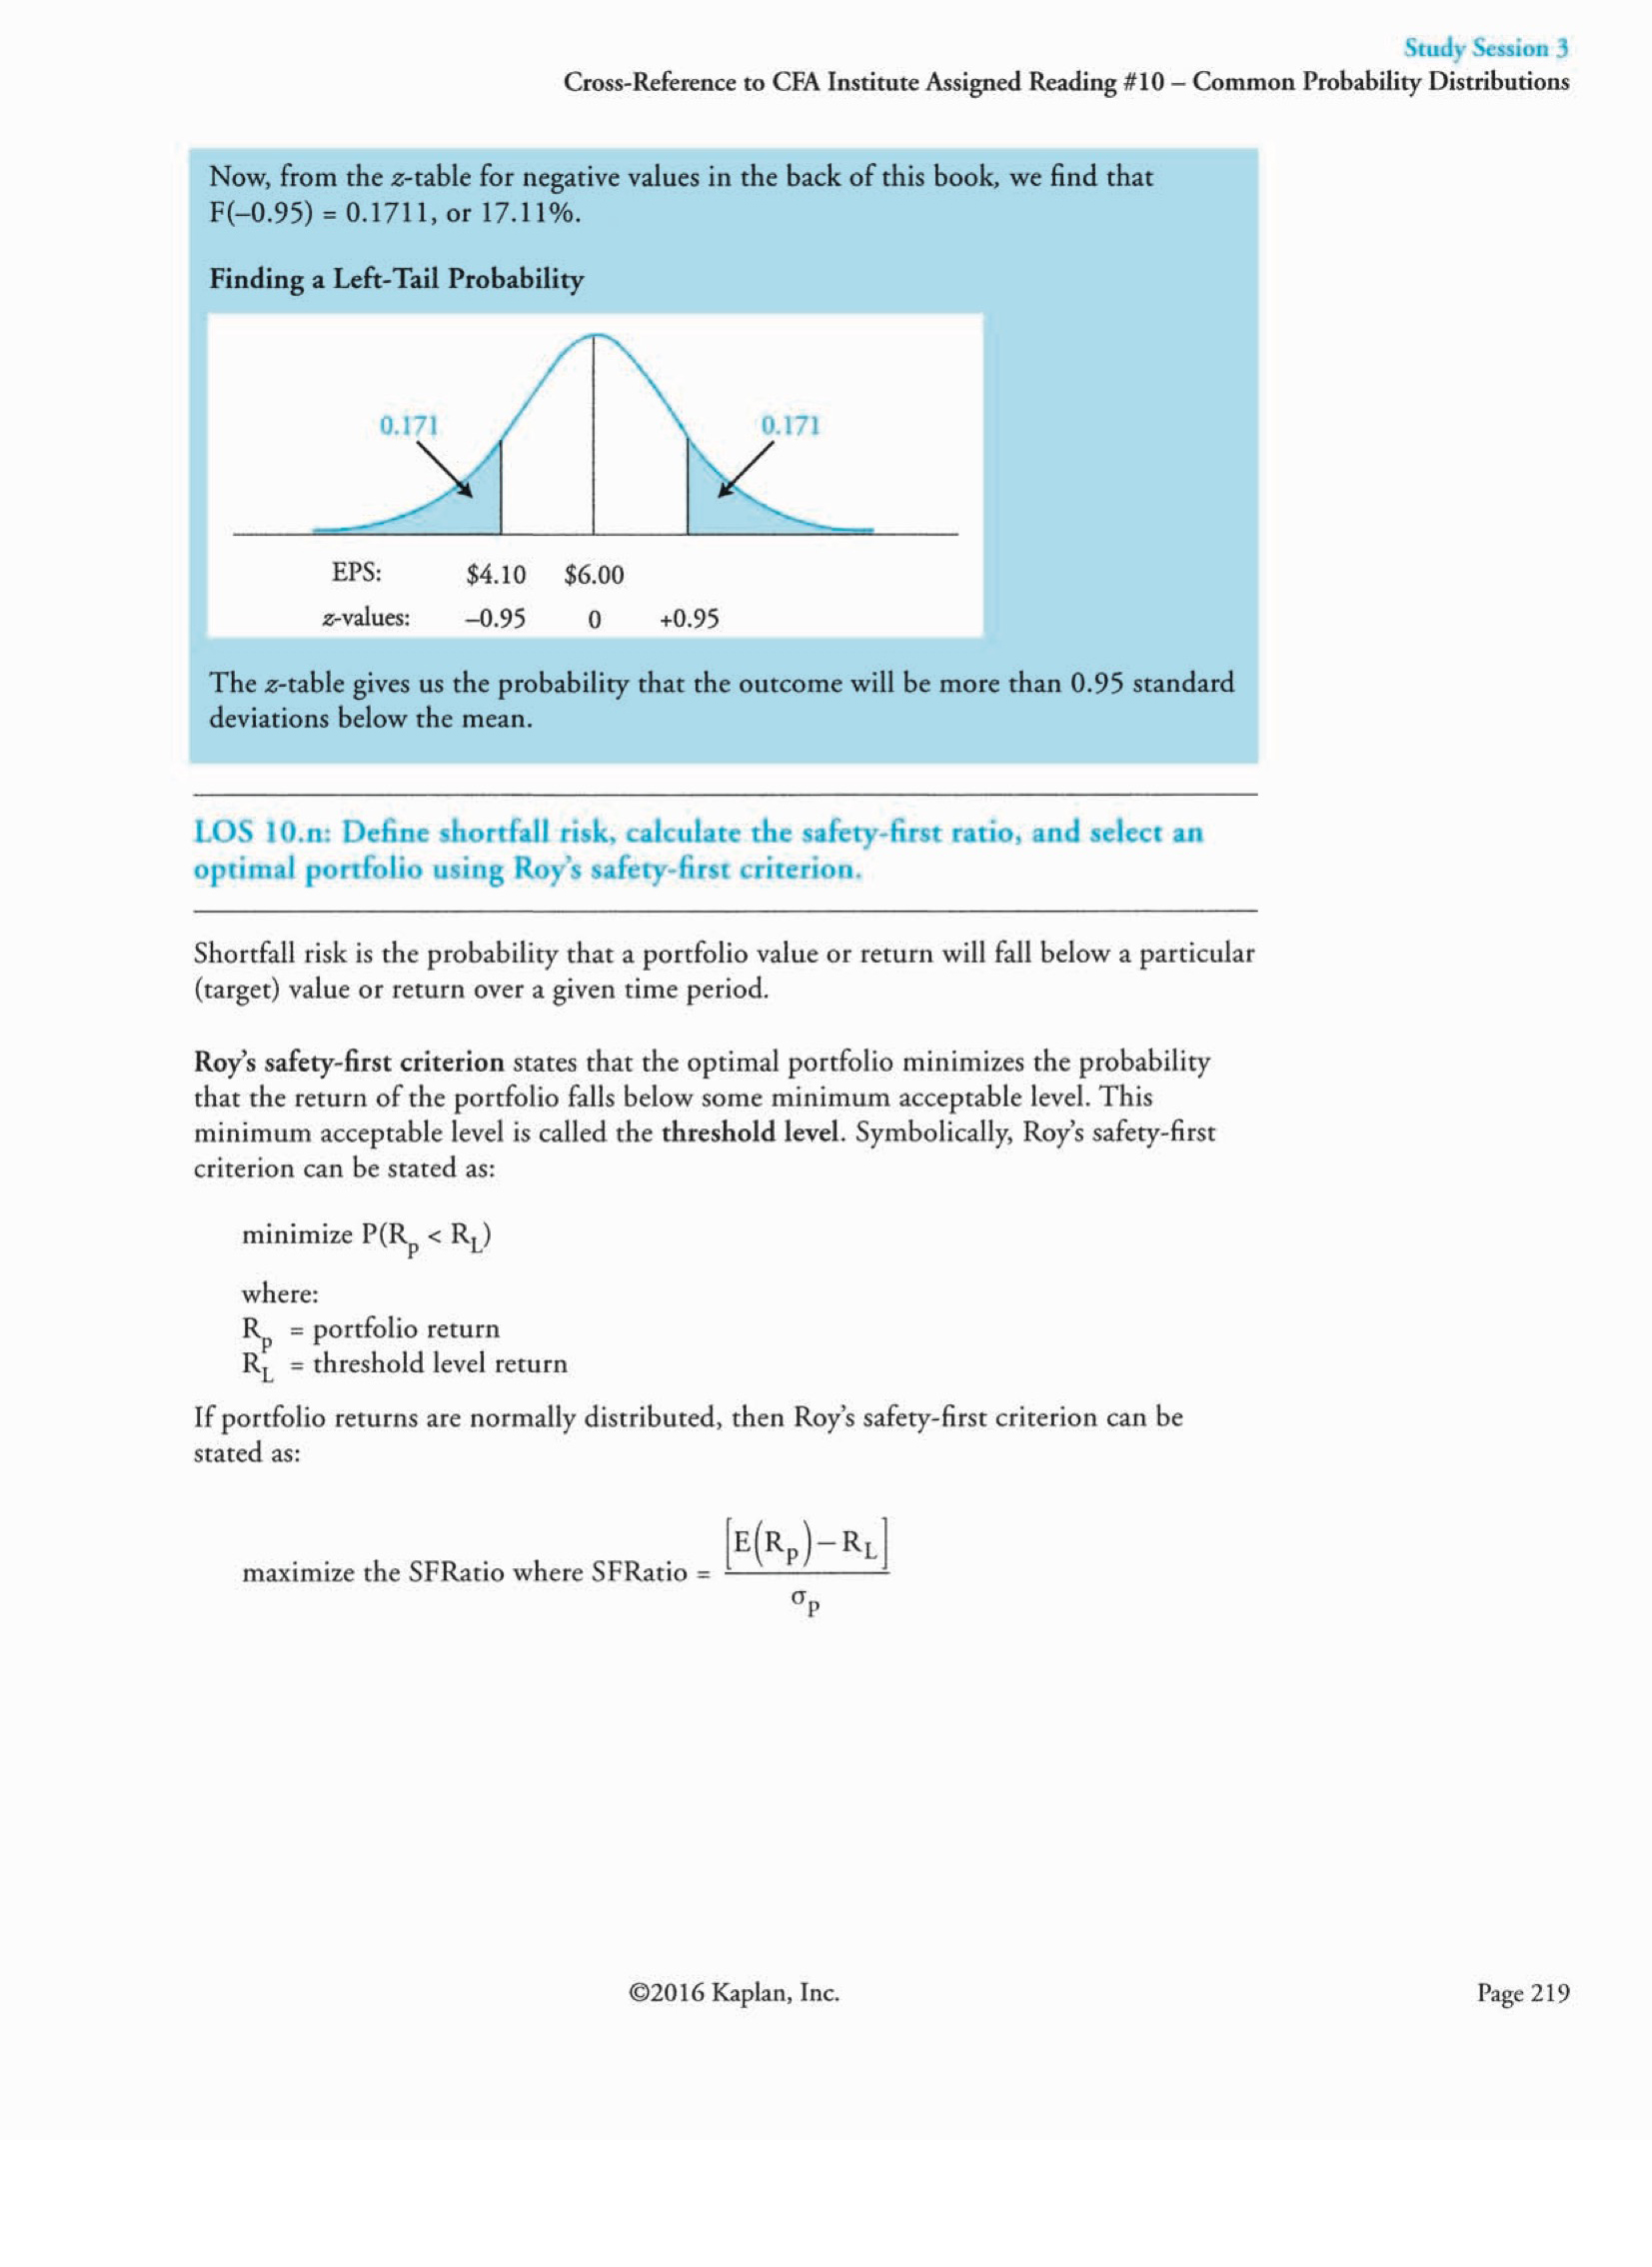 Study Session 3
Cross-Reference to CFA Institute Assigned Reading #10 – Common Probability Distributions
Now, from the z-table for negative values in the back of this book, we find that
F(–0.95) = 0.1711, or 17.11%.
Finding a Left-Tail Probability
0.171 0.171
EPS: $4.10 $6.00
z-values: –0.95 0 +0.95
The z-table gives us the probability that the outcome will be more than 0.95 standard
deviations below the mean.
LOS 10.n: Define shortfall risk, calculate the safety-first ratio, and select an
optimal portfolio using Roy’s safety-first criterion.
Shortfall risk is the probability that a portfolio value or return will fall below a particular
(target) value or return over a given time period.
Roy’s safety-first criterion states that the optimal portfolio minimizes the probability
that the return of the portfolio falls below some minimum acceptable level. This
minimum acceptable level is called the threshold level. Symbolically, Roy’s safety-first
criterion can be stated as:
minimize P(Rp < RL)
where:
Rp = portfolio return
RL = threshold level return
If portfolio returns are normally distributed, then Roy’s safety-first criterion can be
stated as:
maximize the SFRatio where SFRatio = [E(Rp) – RL] / σp
©2016 Kaplan, Inc.
Page 219